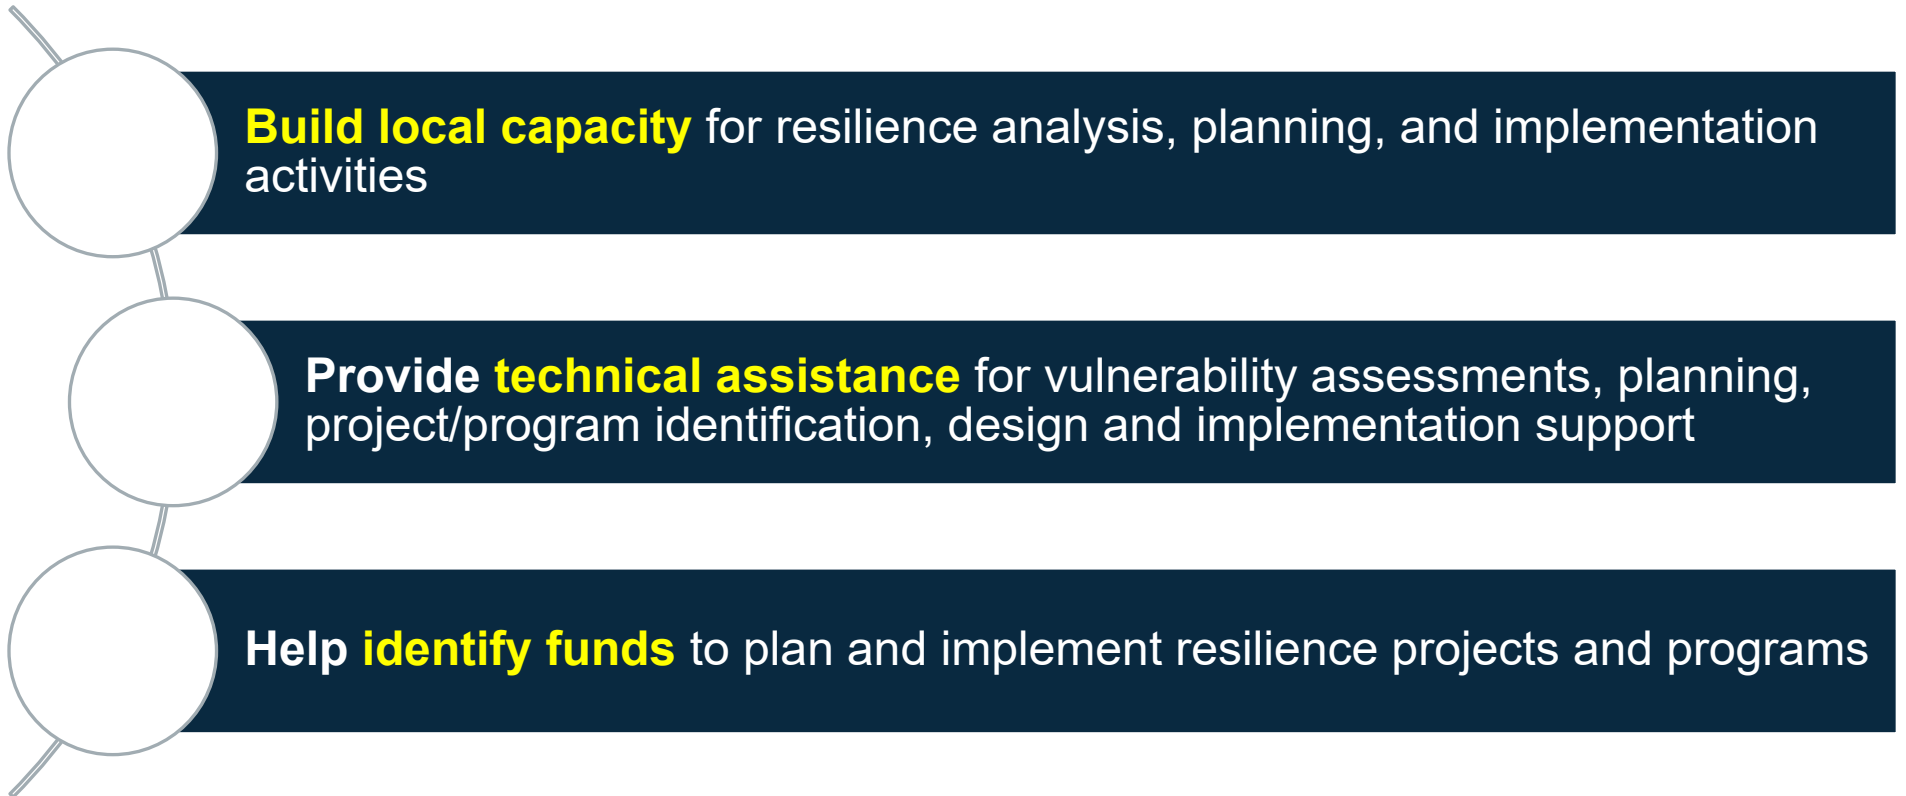 Build local capacity for resilience analysis, planning, and implementation
activities
Provide technical assistance for vulnerability assessments, planning,
project/program identification, design and implementation support
Help identify funds to plan and implement resilience projects and programs